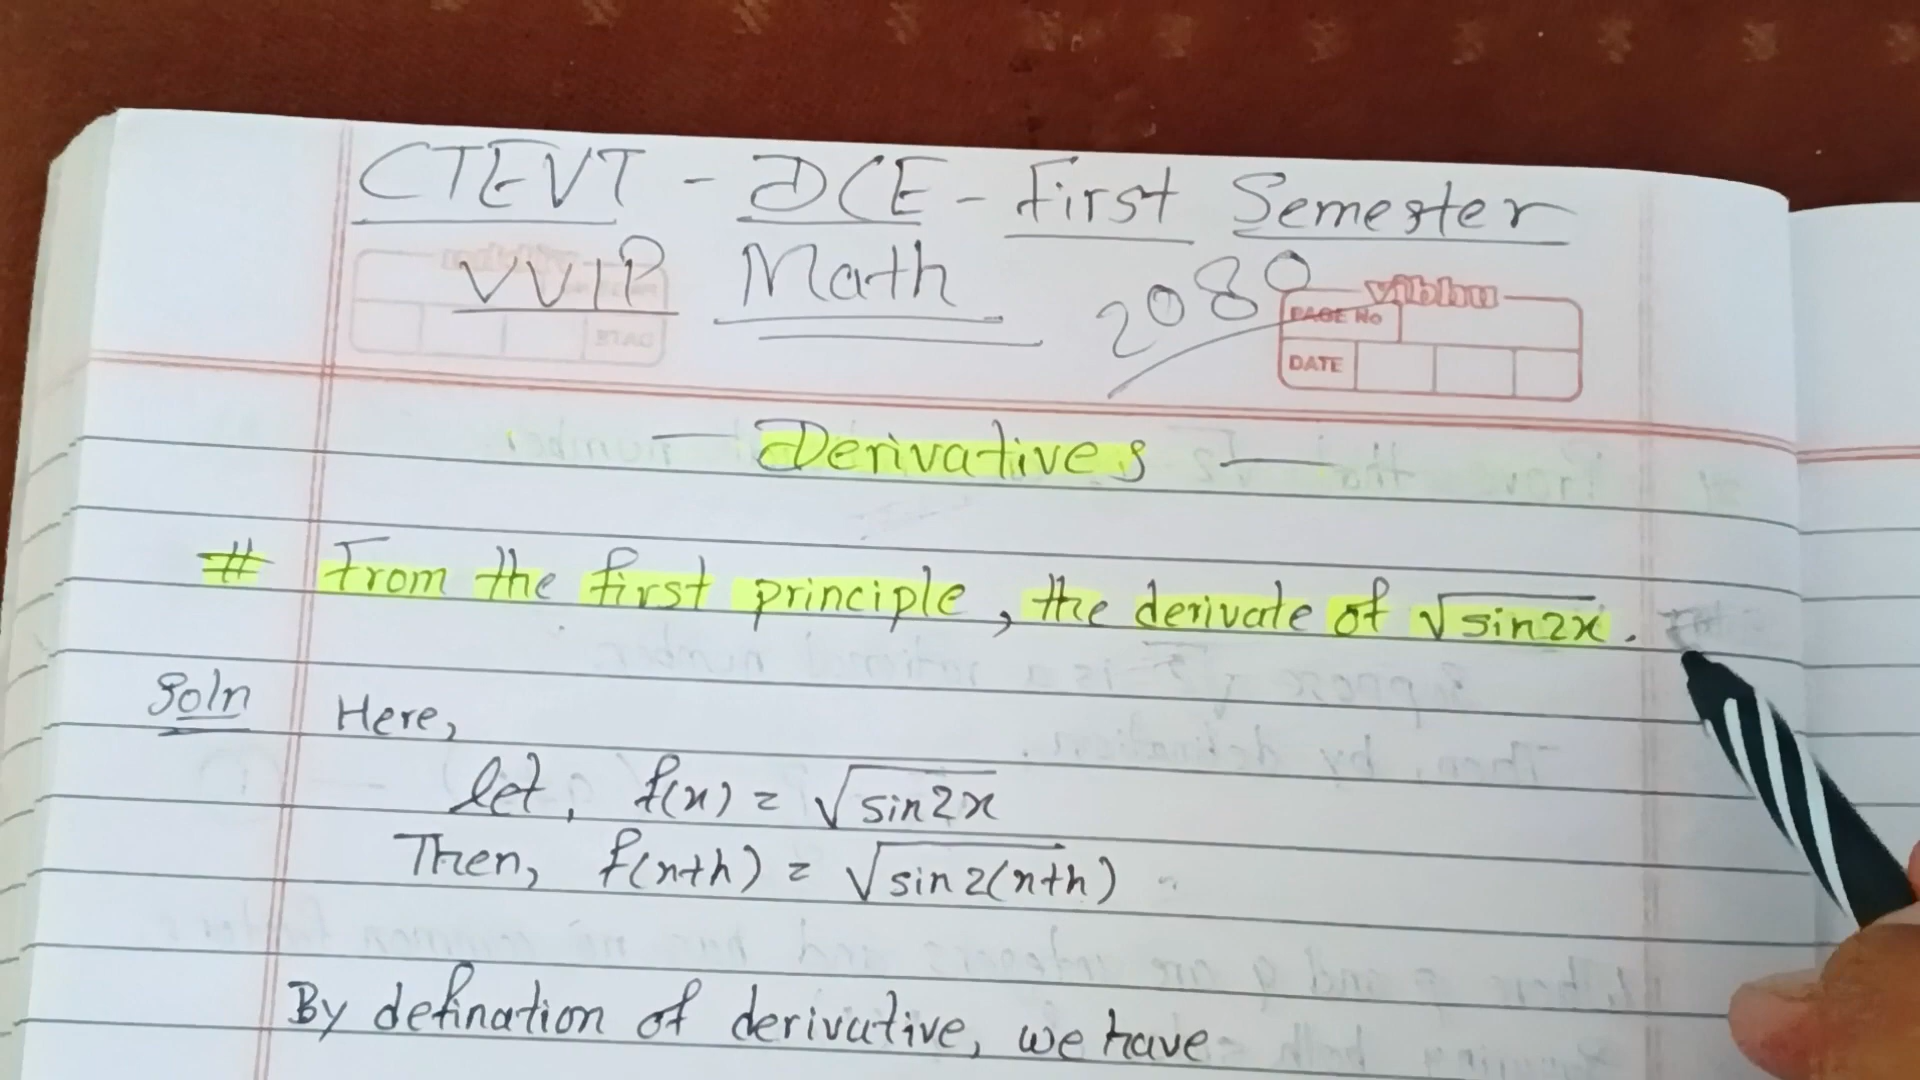 CTEVT - DCE - First Semester
VVIP Math 2080
vibhu
PAGE No
DATE
Derivatives
# From the first principle, the derivate of √sin2x.
Soln Here,
let, f(x) = √sin2x
Then, f(x+h) = √sin2(x+h)
By defination of derivative, we have